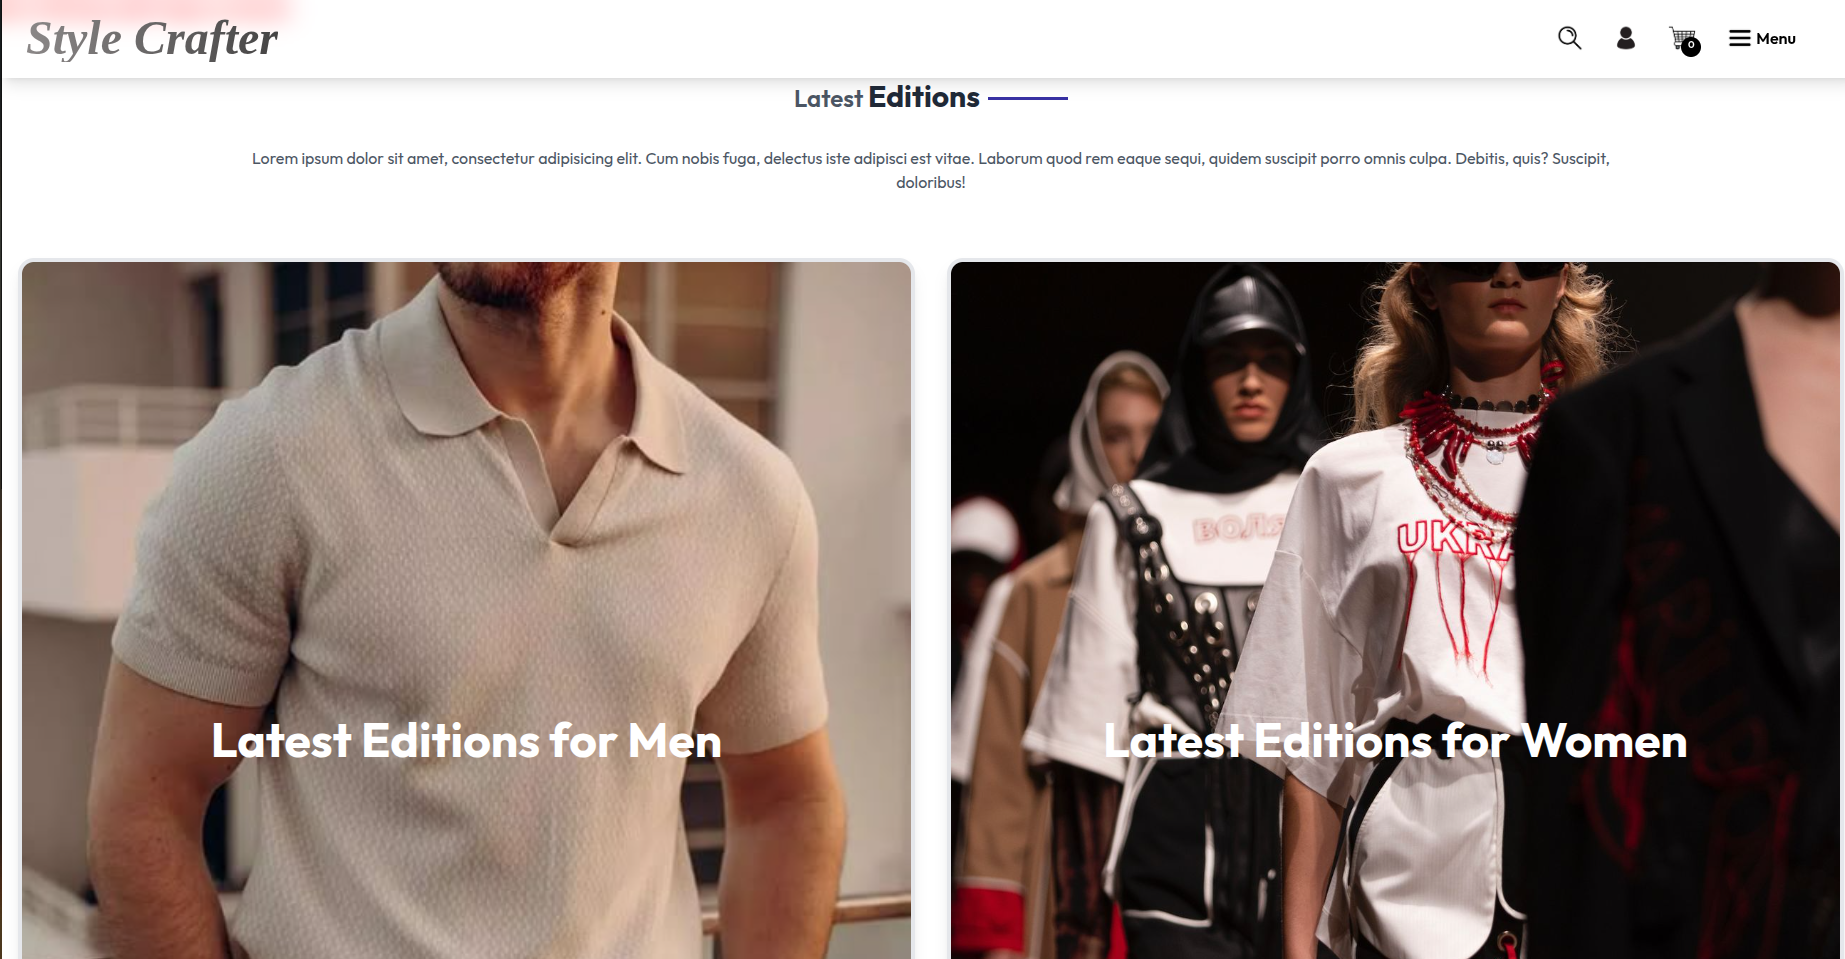 Style Crafter
0
Menu
Latest Editions
Lorem ipsum dolor sit amet, consectetur adipisicing elit. Cum nobis fuga, delectus iste adipisci est vitae. Laborum quod rem eaque sequi, quidem suscipit porro omnis culpa. Debitis, quis? Suscipit,
doloribus!
ВОЛЯ
UKRA
Latest Editions for Men
Latest Editions for Women